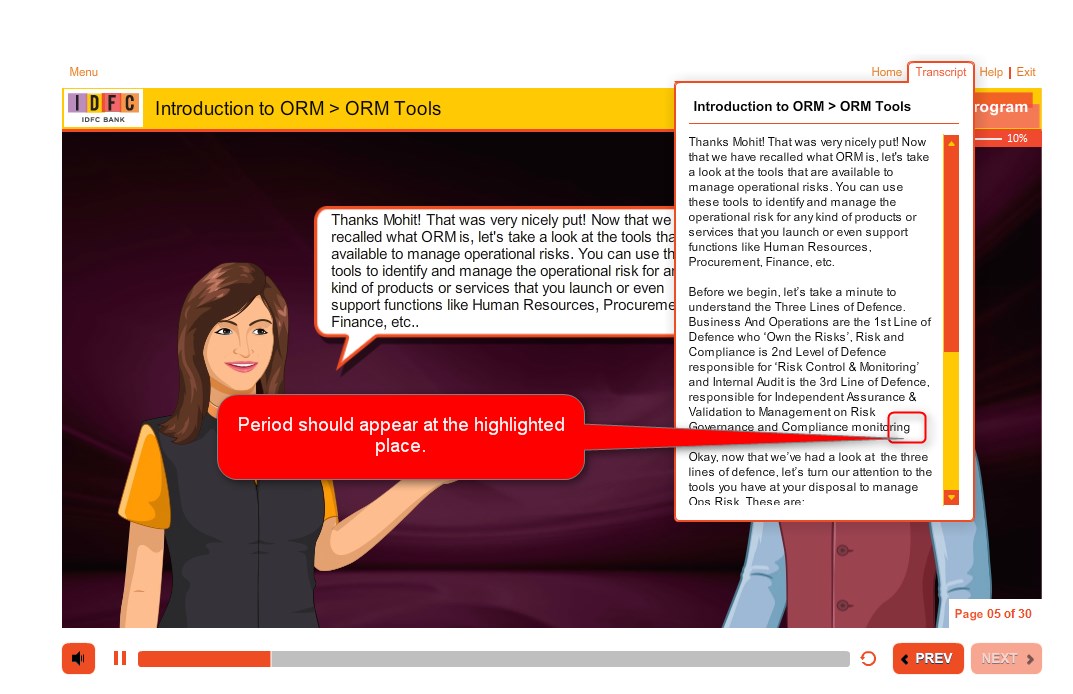 Menu
Home
Transcript
Help | Exit
IDFC
IDFC BANK
Introduction to ORM > ORM Tools
rogram
10%
Thanks Mohit! That was very nicely put! Now that we
recalled what ORM is, let's take a look at the tools tha
available to manage operational risks. You can use th
tools to identify and manage the operational risk for ar
kind of products or services that you launch or even
support functions like Human Resources, Procureme
Finance, etc..
Introduction to ORM > ORM Tools
Thanks Mohit! That was very nicely put! Now
that we have recalled what ORM is, let's take
a look at the tools that are available to
manage operational risks. You can use
these tools to identify and manage the
operational risk for any kind of products or
services that you launch or even support
functions like Human Resources,
Procurement, Finance, etc.
Before we begin, let's take a minute to
understand the Three Lines of Defence.
Business And Operations are the 1st Line of
Defence who ‘Own the Risks’, Risk and
Compliance is 2nd Level of Defence
responsible for ‘Risk Control & Monitoring’
and Internal Audit is the 3rd Line of Defence,
responsible for Independent Assurance &
Validation to Management on Risk
Governance and Compliance monitoring
Okay, now that we’ve had a look at the three
lines of defence, let’s turn our attention to the
tools you have at your disposal to manage
Ops Risk. These are:
Period should appear at the highlighted
place.
Page 05 of 30
PREV
NEXT